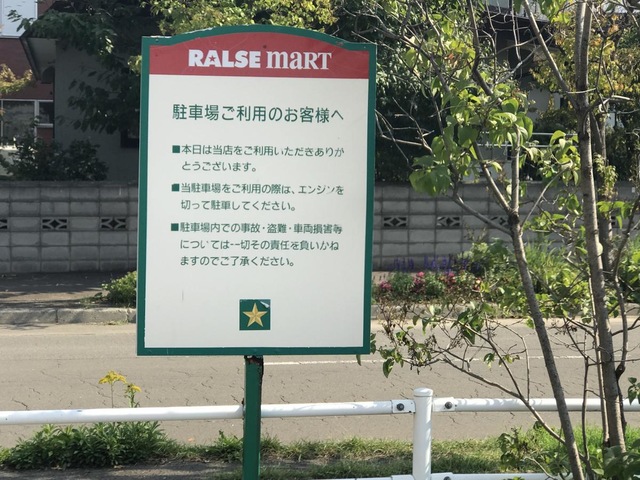 RALSE MART
駐車場ご利用のお客様へ
■本日は当店をご利用いただきありが
とうございます。
■当駐車場をご利用の際は、エンジンを
切って駐車してください。
■駐車場内での事故・盗難・車両損害等
については一切その責任を負いかね
ますのでご了承ください。